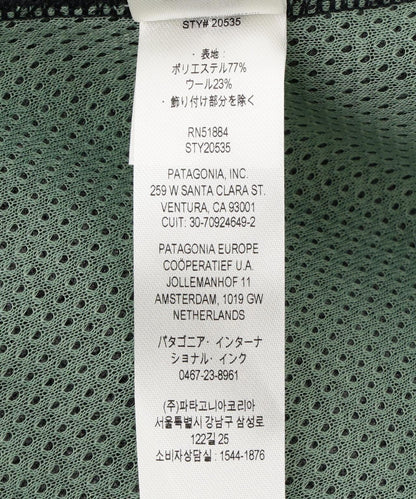 STY# 20535
・表地:
ポリエステル77%
ウール23%
・飾り付け部分を除く
RN51884
STY20535
PATAGONIA, INC.
259 W SANTA CLARA ST.
VENTURA, CA 93001
CUIT: 30-70924649-2
PATAGONIA EUROPE
COÖPERATIEF U.A.
JOLLEMANHOF 11
AMSTERDAM, 1019 GW
NETHERLANDS
パタゴニア・インターナ
ショナル・インク
0467-23-8961
(주)파타고니아코리아
서울특별시 강남구 삼성로
122길 25
소비자상담실: 1544-1876